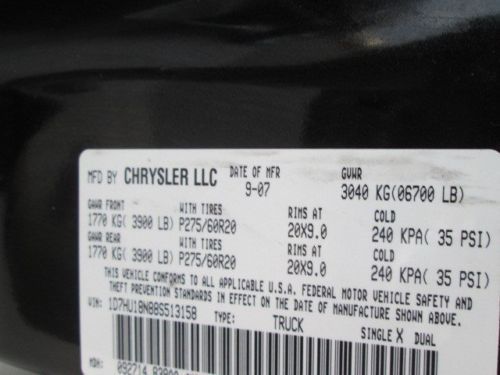 MFD BY CHRYSLER LLC DATE OF MFR GVWR
9-07 3040 KG(06700 LB)
GAWR FRONT WITH TIRES RIMS AT COLD
1770 KG( 3900 LB) P275/60R20 20X9.0 240 KPA( 35 PSI)
GAWR REAR WITH TIRES RIMS AT COLD
1770 KG( 3900 LB) P275/60R20 20X9.0 240 KPA( 35 PSI)
THIS VEHICLE CONFORMS TO ALL APPLICABLE U.S.A. FEDERAL MOTOR VEHICLE SAFETY AND
THEFT PREVENTION STANDARDS IN EFFECT ON THE DATE OF MANUFACTURE SHOWN ABOVE.
VIN: 1D7HU18N88S513158 TYPE: TRUCK SINGLE X DUAL
MDH: 092714